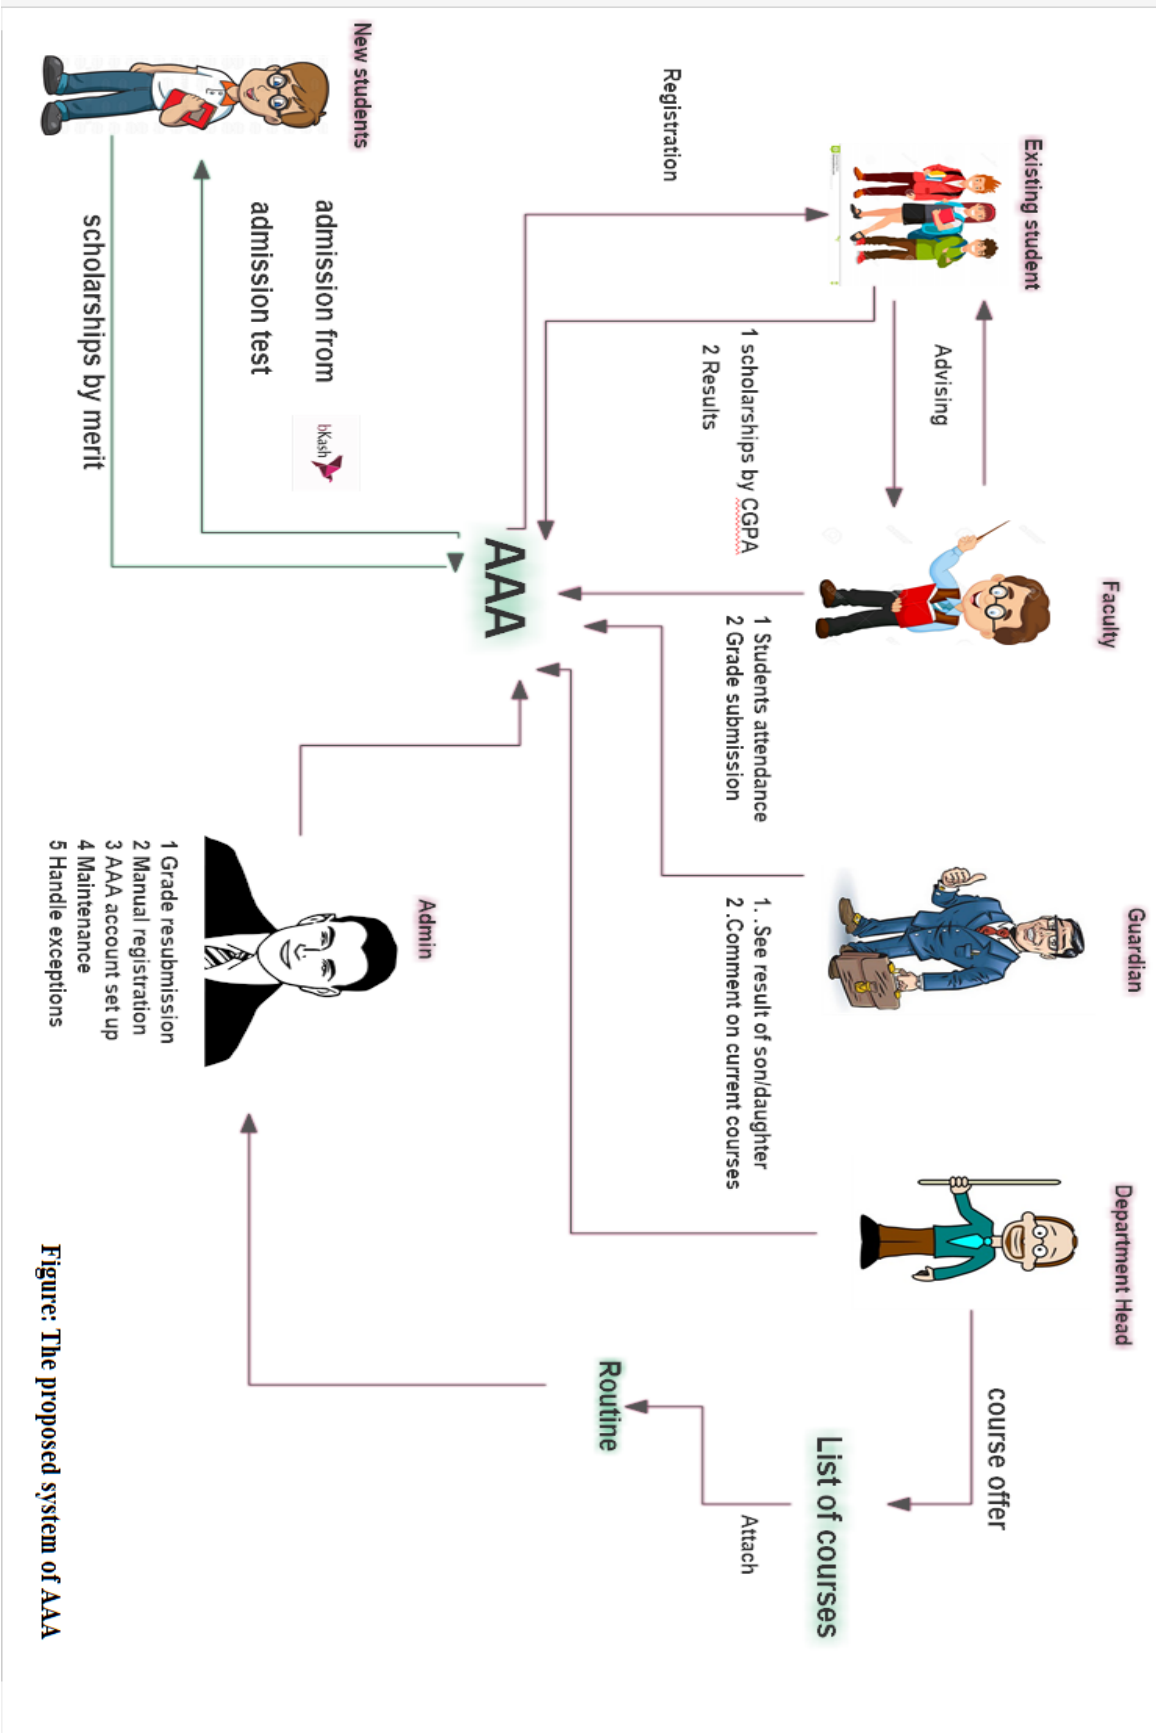 Existing student
Faculty
Guardian
Department Head
Advising
course offer
Registration
1 scholarships by CGPA
2 Results
1 Students attendance
2 Grade submission
1. .See result of son/daughter
2.Comment on current courses
List of courses
Attach
Routine
AAA
New students
admission from
admission test
bKash
scholarships by merit
Admin
1 Grade resubmission
2 Manual registration
3 AAA account set up
4 Maintenance
5 Handle exceptions
Figure: The proposed system of AAA